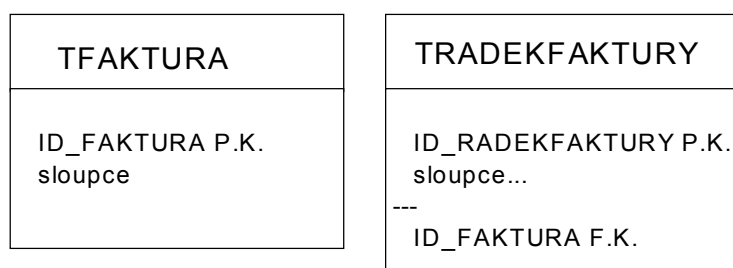 TFAKTURA
ID_FAKTURA P.K.
sloupce
TRADEKFAKTURY
ID_RADEKFAKTURY P.K.
sloupce...
---
ID_FAKTURA F.K.